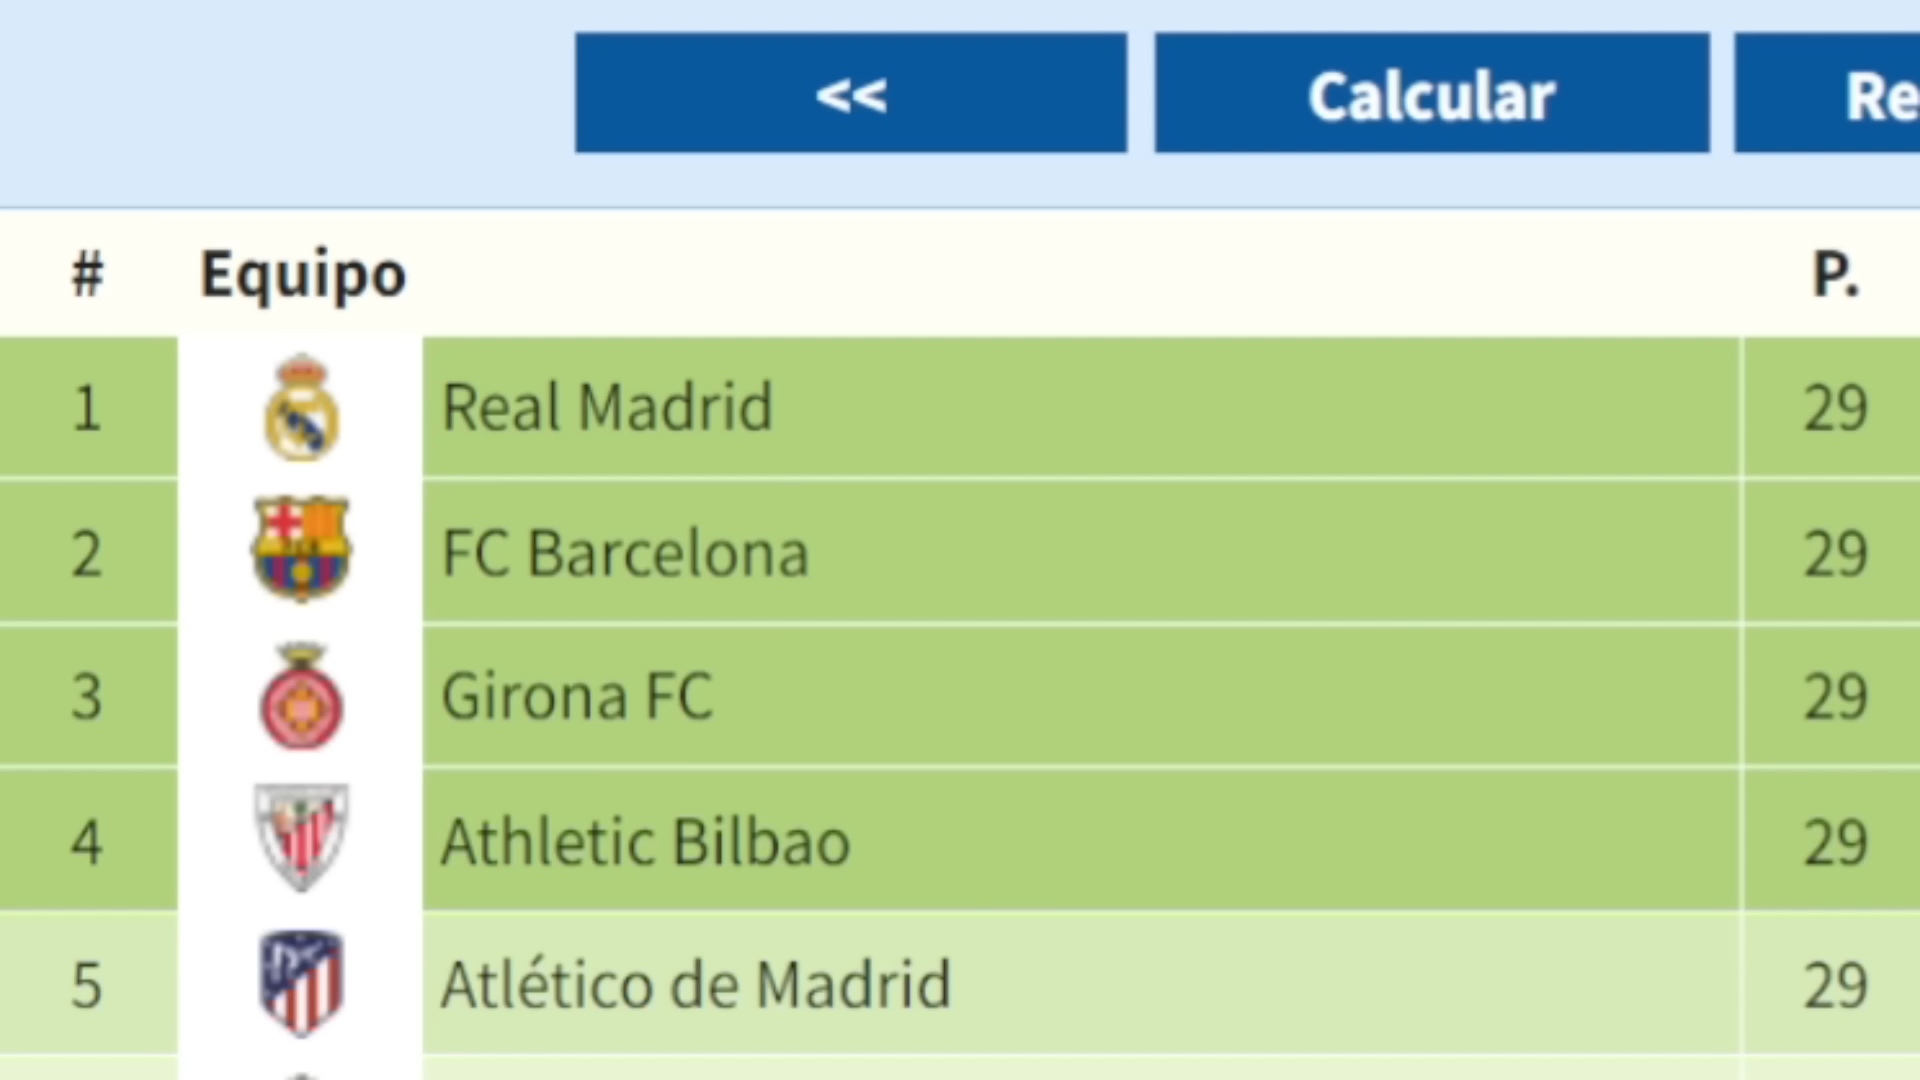 << Calcular Re
# Equipo P.
1 Real Madrid 29
2 FC Barcelona 29
3 Girona FC 29
4 Athletic Bilbao 29
5 Atlético de Madrid 29